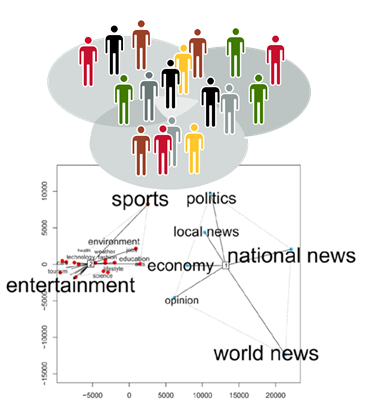 sports
politics
local news
environment
health
weather
technology
fashion
education
economy
national news
tourism
lifestyle
science
entertainment
opinion
world news
10000
5000
0
-5000
-10000
-15000
-5000
0
5000
10000
15000
20000